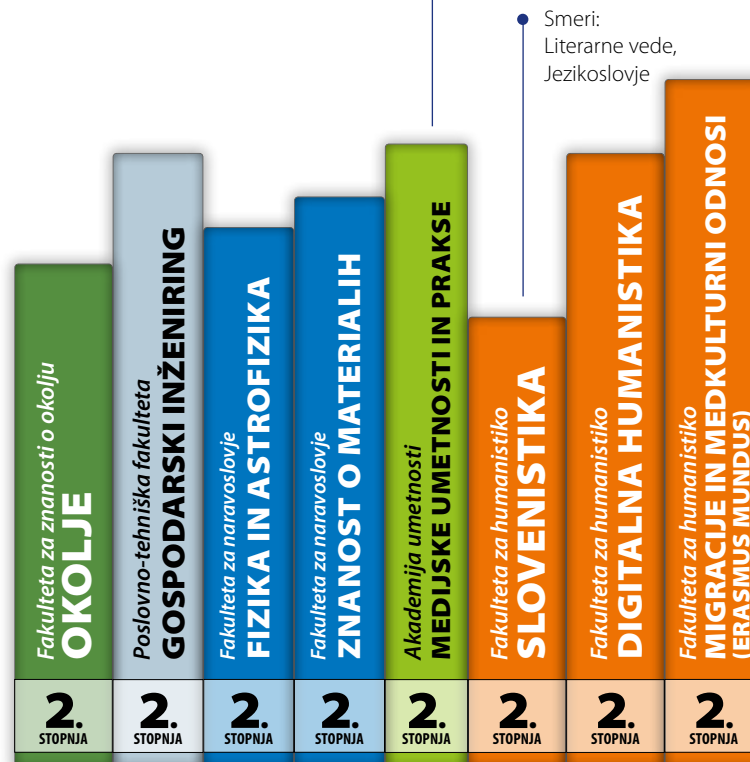 Smeri:
Literarne vede,
Jezikoslovje
Fakulteta za znanosti o okolju
OKOLJE
Poslovno-tehniška fakulteta
GOSPODARSKI INŽENIRING
Fakulteta za naravoslovje
FIZIKA IN ASTROFIZIKA
Fakulteta za naravoslovje
ZNANOST O MATERIALIH
Akademija umetnosti
MEDIJSKE UMETNOSTI IN PRAKSE
Fakulteta za humanistiko
SLOVENISTIKA
Fakulteta za humanistiko
DIGITALNA HUMANISTIKA
Fakulteta za humanistiko
MIGRACIJE IN MEDKULTURNI ODNOSI
(ERASMUS MUNDUS)
2.
STOPNJA
2.
STOPNJA
2.
STOPNJA
2.
STOPNJA
2.
STOPNJA
2.
STOPNJA
2.
STOPNJA
2.
STOPNJA